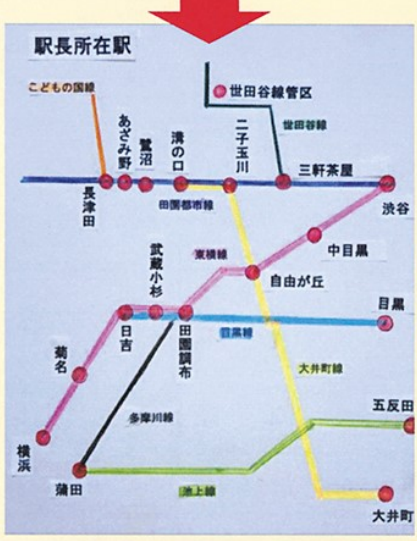 駅長所在駅
こどもの国線
世田谷線管区
世田谷線
あざみ野
鷺沼
溝の口
二子玉川
三軒茶屋
長津田
田園都市線
渋谷
東横線
中目黒
自由が丘
武蔵小杉
日吉
田園調布
目黒線
目黒
菊名
大井町線
多摩川線
五反田
横浜
蒲田
池上線
大井町